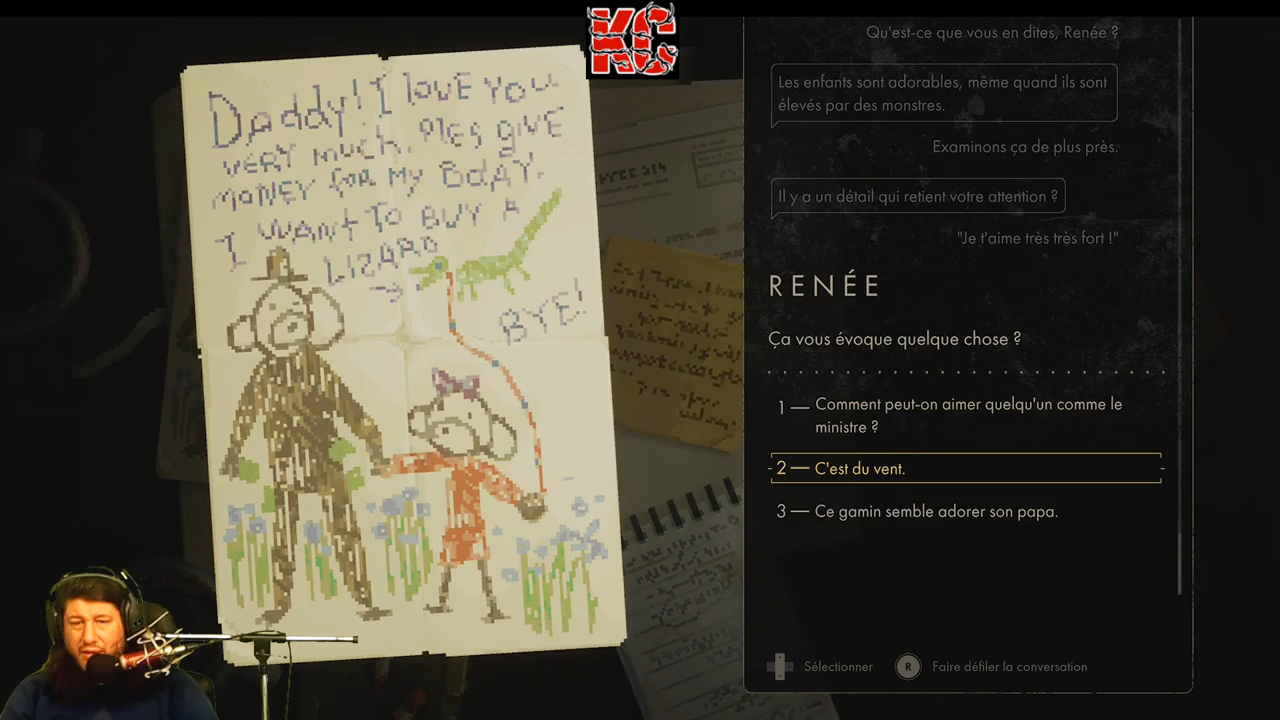 KC
Daddy! I loVE YOU
VERY much. PlES GIVE
MONEY foR MY BDAY.
I WANT TO BUY A
LIZARD
BYE!
Qu'est-ce que vous en dites, Renée ?
Les enfants sont adorables, même quand ils sont
élevés par des monstres.
Examinons ça de plus près.
Il y a un détail qui retient votre attention ?
"Je t'aime très très fort !"
RENÉE
Ça vous évoque quelque chose ?
1 — Comment peut-on aimer quelqu'un comme le
ministre ?
2 — C'est du vent.
3 — Ce gamin semble adorer son papa.
Sélectionner
R Faire défiler la conversation